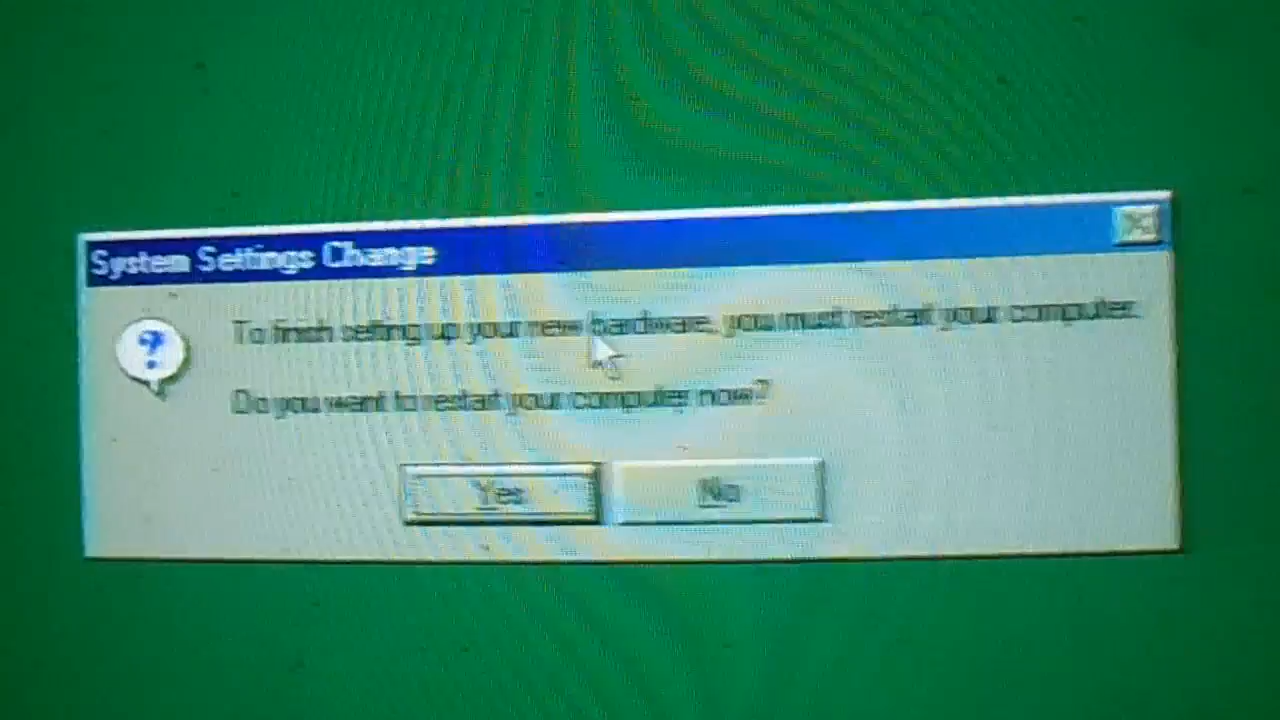 System Settings Change
To finish setting up your new hardware, you must restart your computer.
Do you want to restart your computer now?
Yes
No